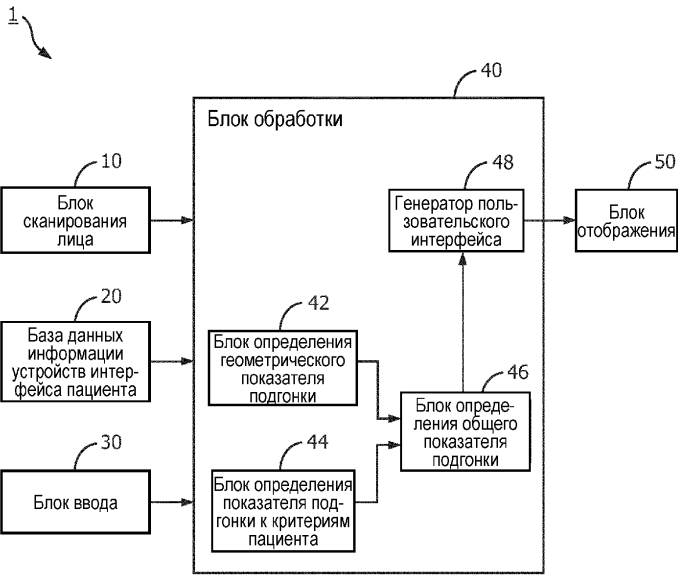 1
40
Блок обработки
10
Блок
сканирования
лица
48
Генератор поль-
зовательского
интерфейса
50
Блок
отображения
20
База данных
информации
устройств интер-
фейса пациента
42
Блок определения
геометрического
показателя
подгонки
46
Блок опреде-
ления общего
показателя
подгонки
30
Блок ввода
44
Блок определения
показателя под-
гонки к критериям
пациента